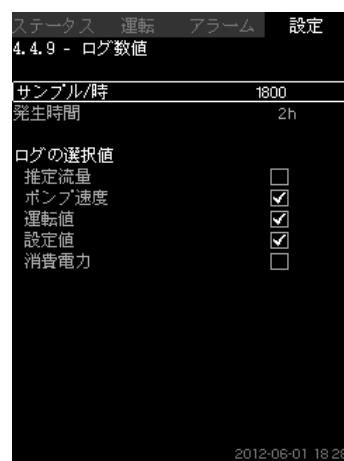 ステータス 運転 アラーム 設定
4.4.9 - ログ数値
サンプル/時 1800
発生時間 2h
ログの選択値
推定流量
ポンプ速度
運転値
設定値
消費電力
2012-06-01 18:28